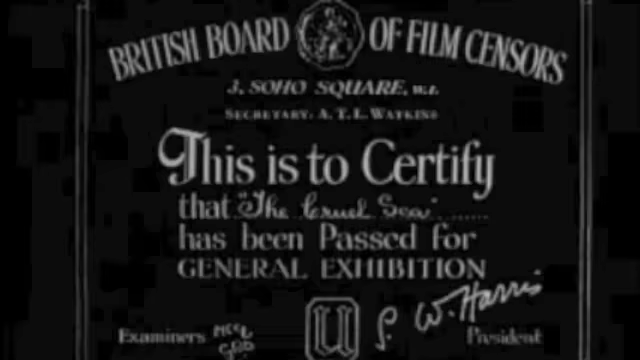 BRITISH BOARD OF FILM CENSORS
3, SOHO SQUARE, W.1.
SECRETARY. A. T. L. WATKINS
This is to Certify
that "The Cruel Sea" ......
has been Passed for
GENERAL EXHIBITION
U
S. W. Harris
Examiners
President